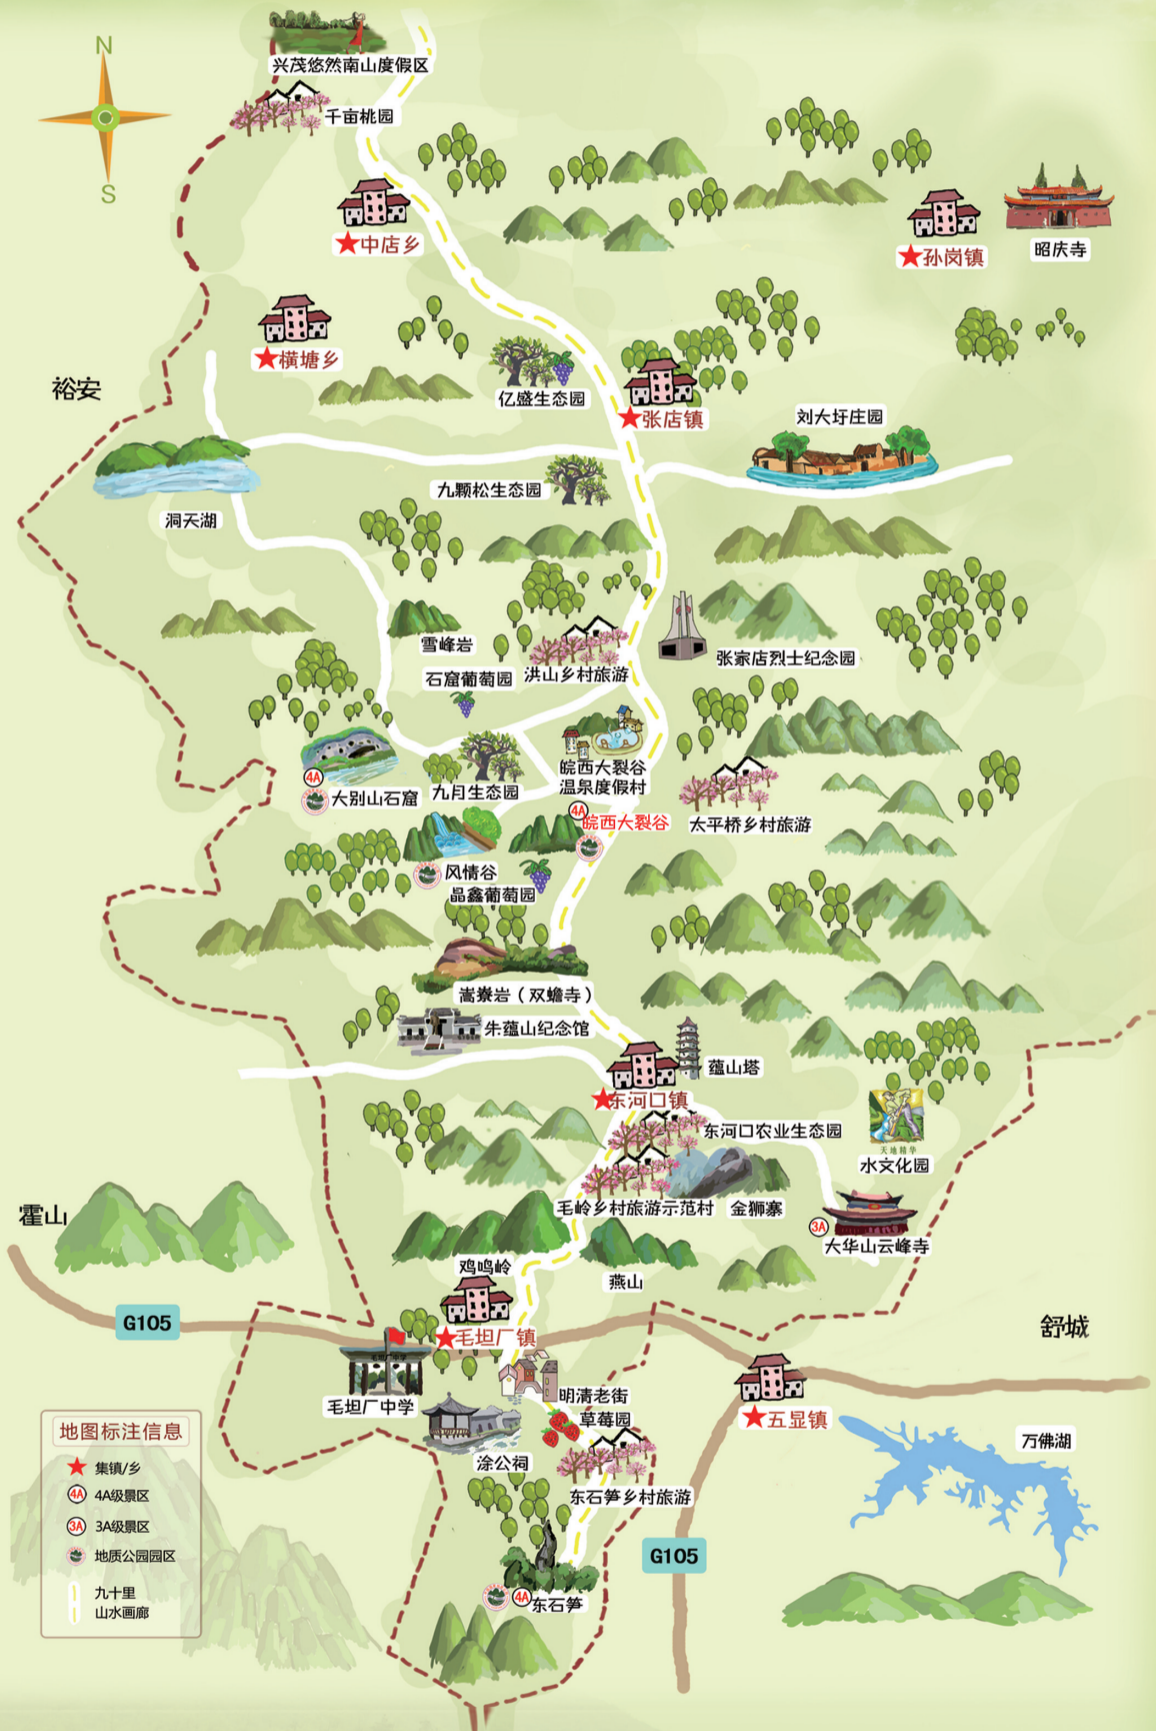 N
S
兴茂悠然南山度假区
千亩桃园
中店乡
孙岗镇
昭庆寺
横塘乡
裕安
亿盛生态园
张店镇
刘大圩庄园
九颗松生态园
洞天湖
雪峰岩
张家店烈士纪念园
石窟葡萄园
洪山乡村旅游
皖西大裂谷
温泉度假村
4A
大别山石窟
九月生态园
4A
皖西大裂谷
太平桥乡村旅游
风情谷
晶鑫葡萄园
嵩寮岩（双蟾寺）
朱蕴山纪念馆
蕴山塔
东河口镇
东河口农业生态园
天地精华
水文化园
毛岭乡村旅游示范村
金狮寨
霍山
3A
大华山云峰寺
鸡鸣岭
燕山
G105
毛坦厂镇
舒城
毛坦厂中学
毛坦厂中学
明清老街
草莓园
五显镇
涂公祠
万佛湖
东石笋乡村旅游
G105
4A
东石笋
地图标注信息
集镇/乡
4A
4A级景区
3A
3A级景区
地质公园园区
九十里
山水画廊